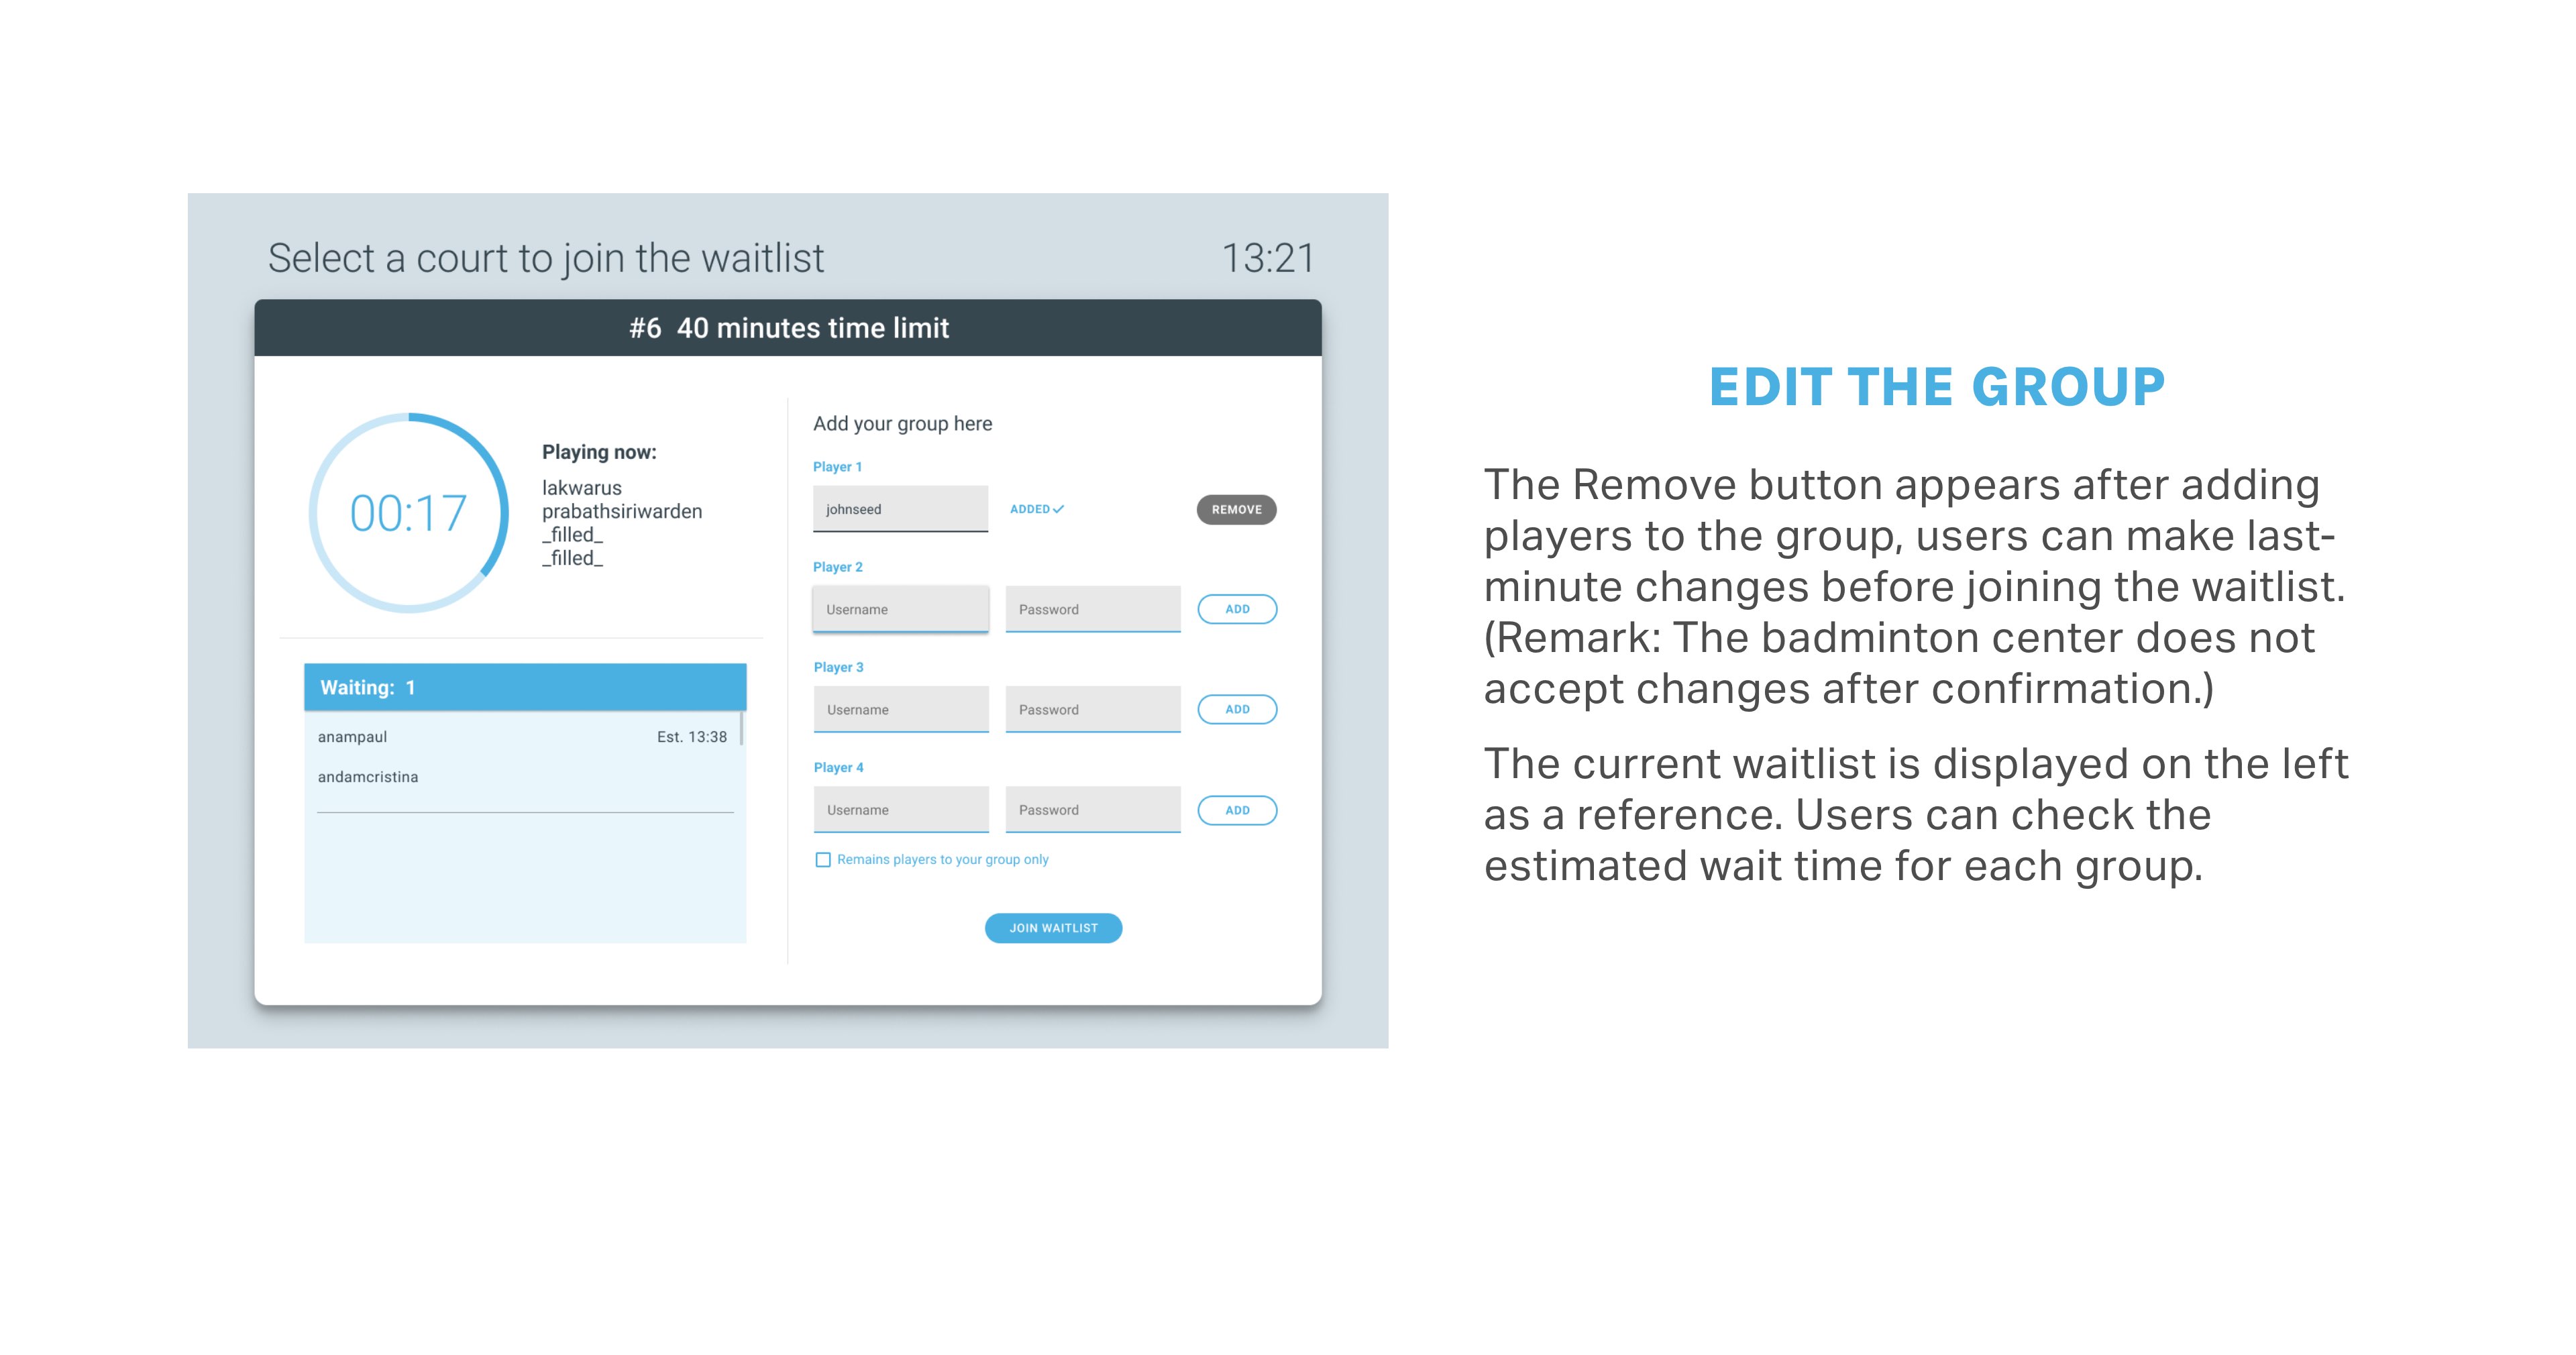 Select a court to join the waitlist
13:21
#6 40 minutes time limit
00:17
Playing now:
lakwarus
prabathsiriwarden
_filled_
_filled_
Waiting: 1
anampaul Est. 13:38
andamcristina
Add your group here
Player 1
johnseed ADDED REMOVE
Player 2
Username Password ADD
Player 3
Username Password ADD
Player 4
Username Password ADD
Remains players to your group only
JOIN WAITLIST
EDIT THE GROUP
The Remove button appears after adding
players to the group, users can make last-
minute changes before joining the waitlist.
(Remark: The badminton center does not
accept changes after confirmation.)
The current waitlist is displayed on the left
as a reference. Users can check the
estimated wait time for each group.